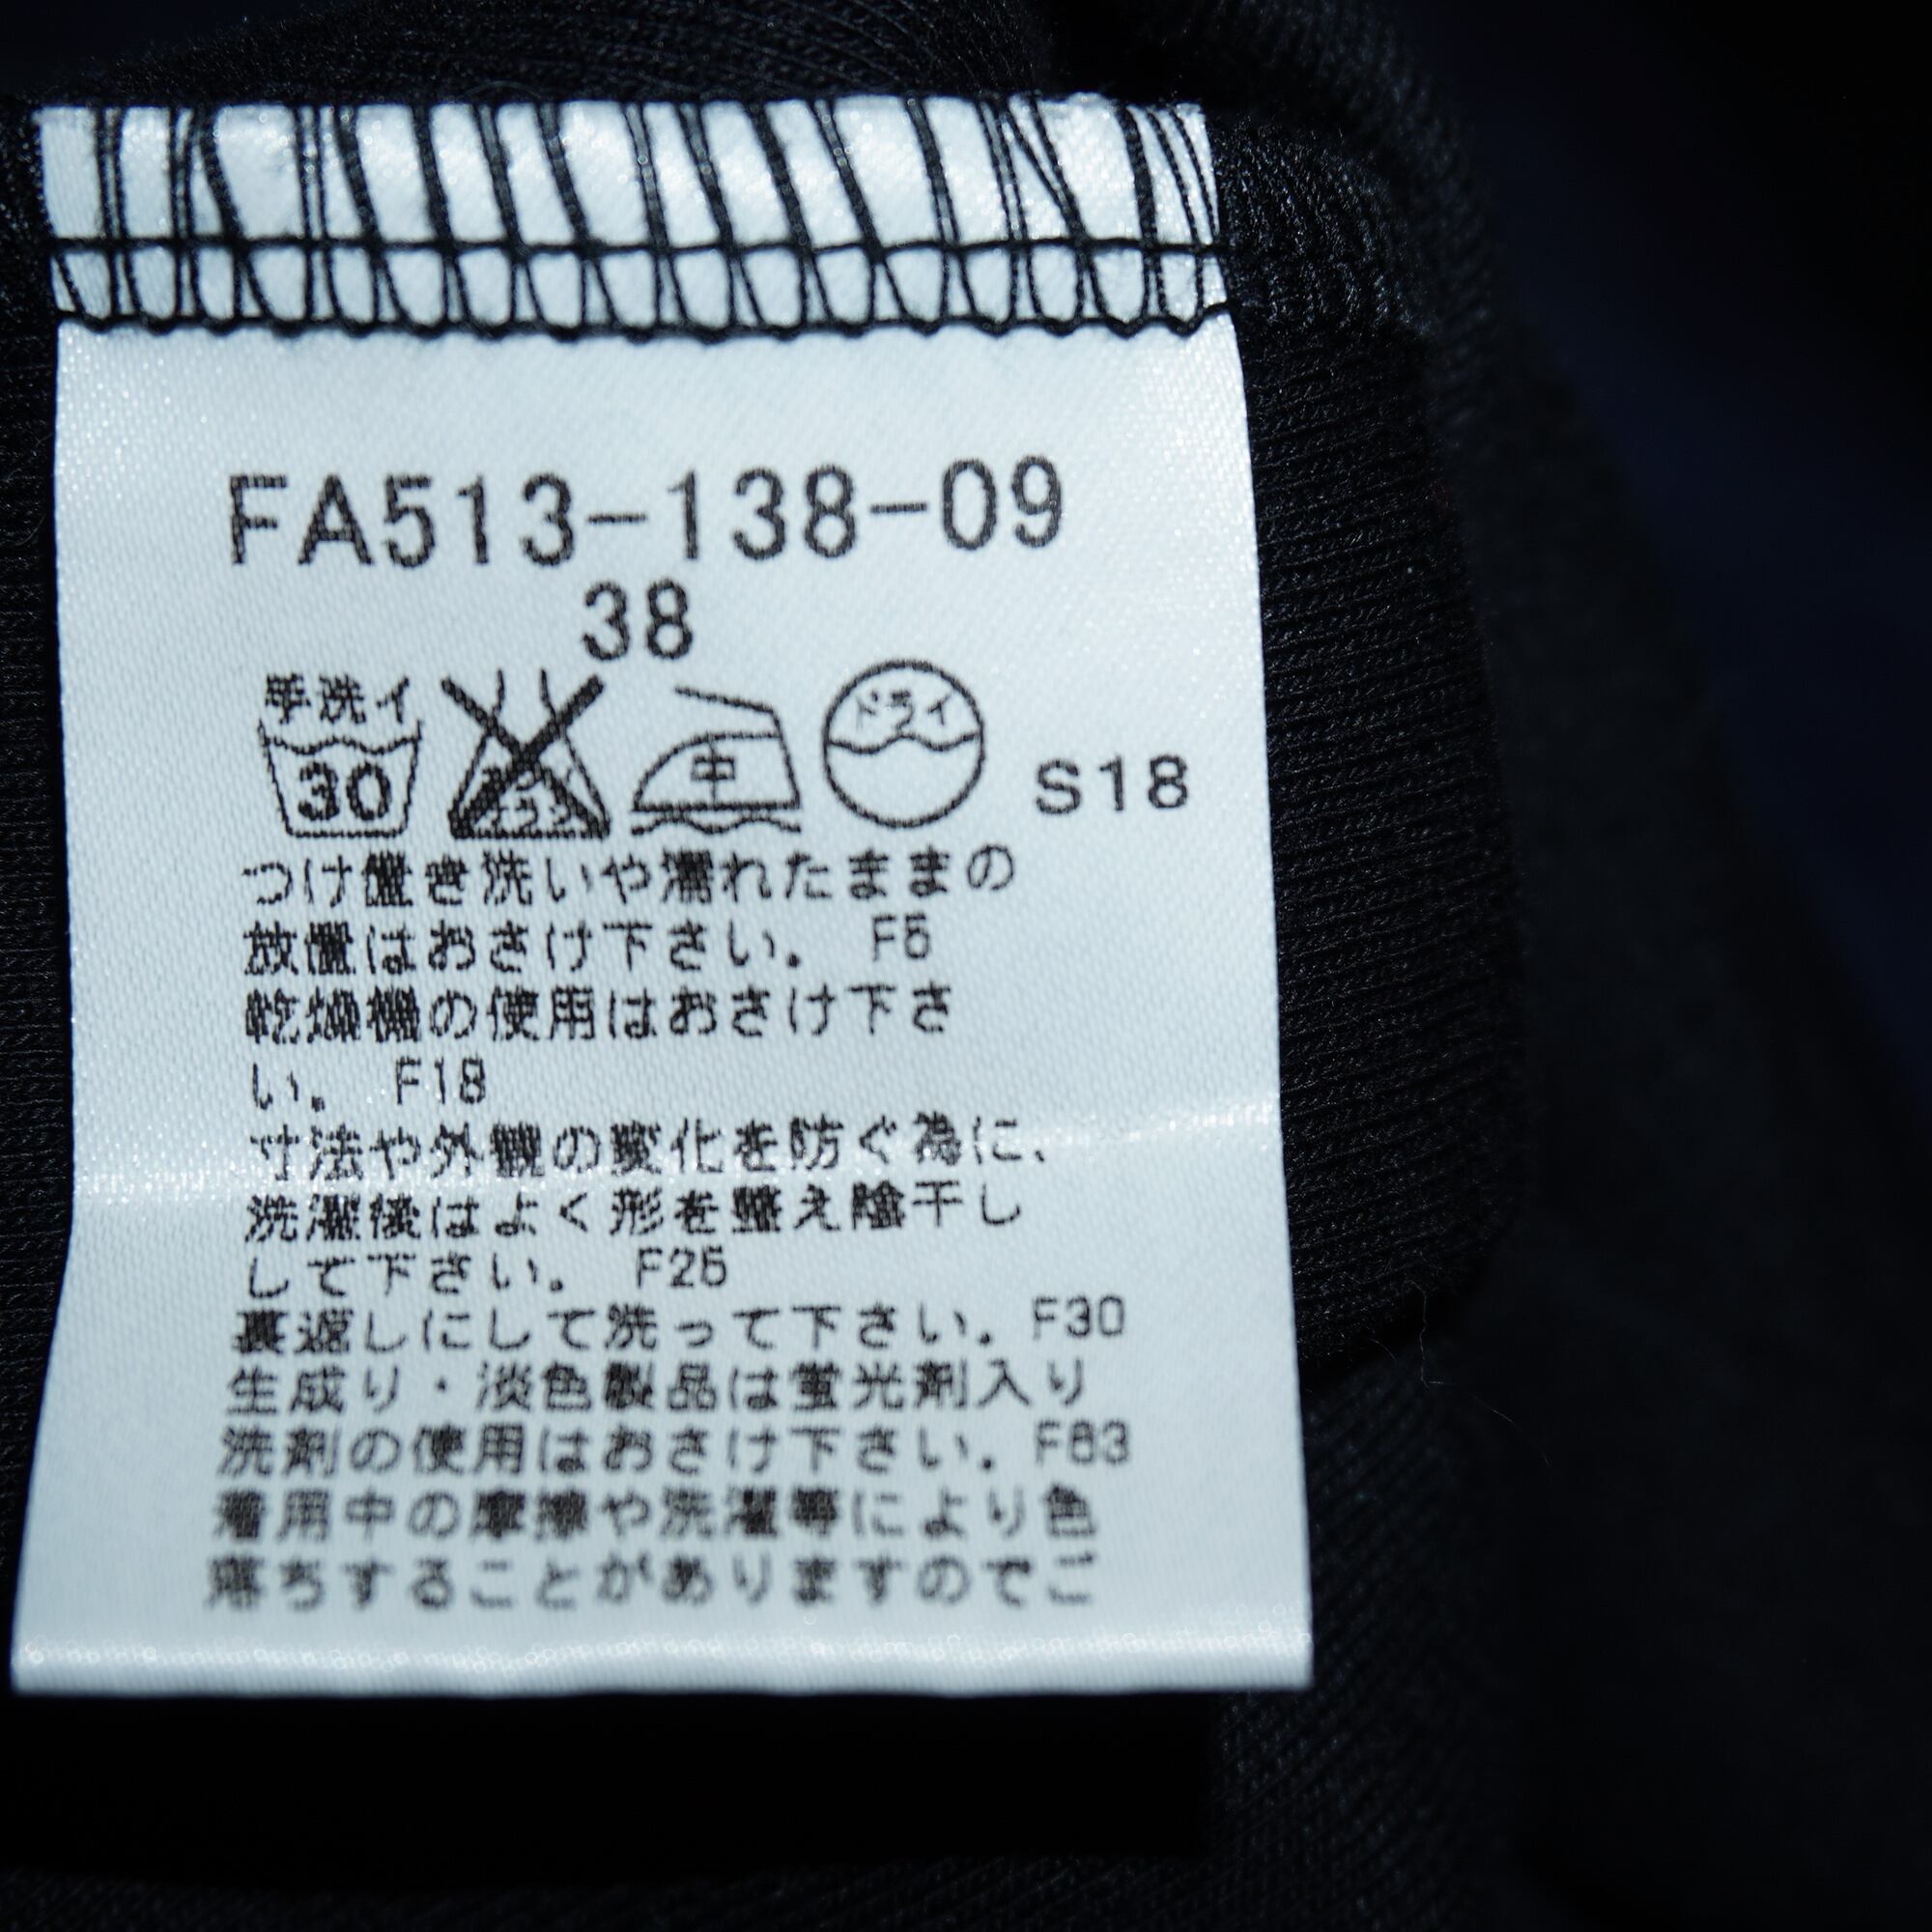 FA513-138-09
38
手洗イ
30
エンソ
サラシ
中
ドライ
S18
つけ置き洗いや濡れたままの
放置はおさけ下さい。 F5
乾燥機の使用はおさけ下さ
い。 F18
寸法や外観の変化を防ぐ為に、
洗濯後はよく形を整え陰干し
して下さい。 F25
裏返しにして洗って下さい。F30
生成り・淡色製品は蛍光剤入り
洗剤の使用はおさけ下さい。F63
着用中の摩擦や洗濯等により色
落ちすることがありますのでご